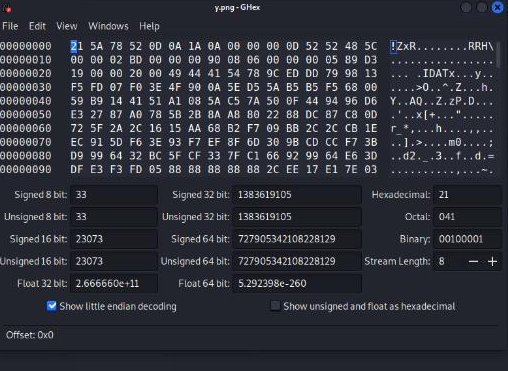 y.png - GHex
File Edit View Windows Help
00000000 21 5A 78 52 0D 0A 1A 0A 00 00 00 0D 52 52 48 5C !ZxR........RRH\
00000010 00 00 02 BD 00 00 00 90 08 06 00 00 00 05 89 D3
00000020 19 00 00 20 00 49 44 41 54 78 9C ED DD 79 98 13 ... .IDATx...y..
00000030 F5 FD 07 F0 3E 4F 90 0A 5E D5 5A B5 B5 F5 68 00 ....>O..^.Z...h.
00000040 59 B9 14 41 51 A1 08 5A C5 7A 50 0F 44 94 96 D6 Y..AQ..Z.zP.D...
00000050 E3 27 87 A0 78 5B 2B 8A A8 80 22 88 DC 87 C8 0D .'..x[+...".....
00000060 72 5F 2A 2C 16 15 AA 68 B2 F7 09 BB 2C 2C CB 1E r_*,...h....,,..
00000070 EC 91 5D F6 3E 93 F7 EF 8F 6D 30 9B CD CC F7 3B ..].>....m0....;
00000080 D9 99 64 32 BC 5F CF 33 7F C1 66 92 99 64 E6 3D ..d2._.3..f..d.=
00000090 DF E3 F3 FD 05 88 88 88 88 88 2C EE 17 E1 7E 03 ..........,...~.
Signed 8 bit: 33 Signed 32 bit: 1383619105 Hexadecimal: 21
Unsigned 8 bit: 33 Unsigned 32 bit: 1383619105 Octal: 041
Signed 16 bit: 23073 Signed 64 bit: 727905342108228129 Binary: 00100001
Unsigned 16 bit: 23073 Unsigned 64 bit: 727905342108228129 Stream Length: 8 − +
Float 32 bit: 2.666660e+11 Float 64 bit: 5.292398e-260
Show little endian decoding Show unsigned and float as hexadecimal
Offset: 0x0